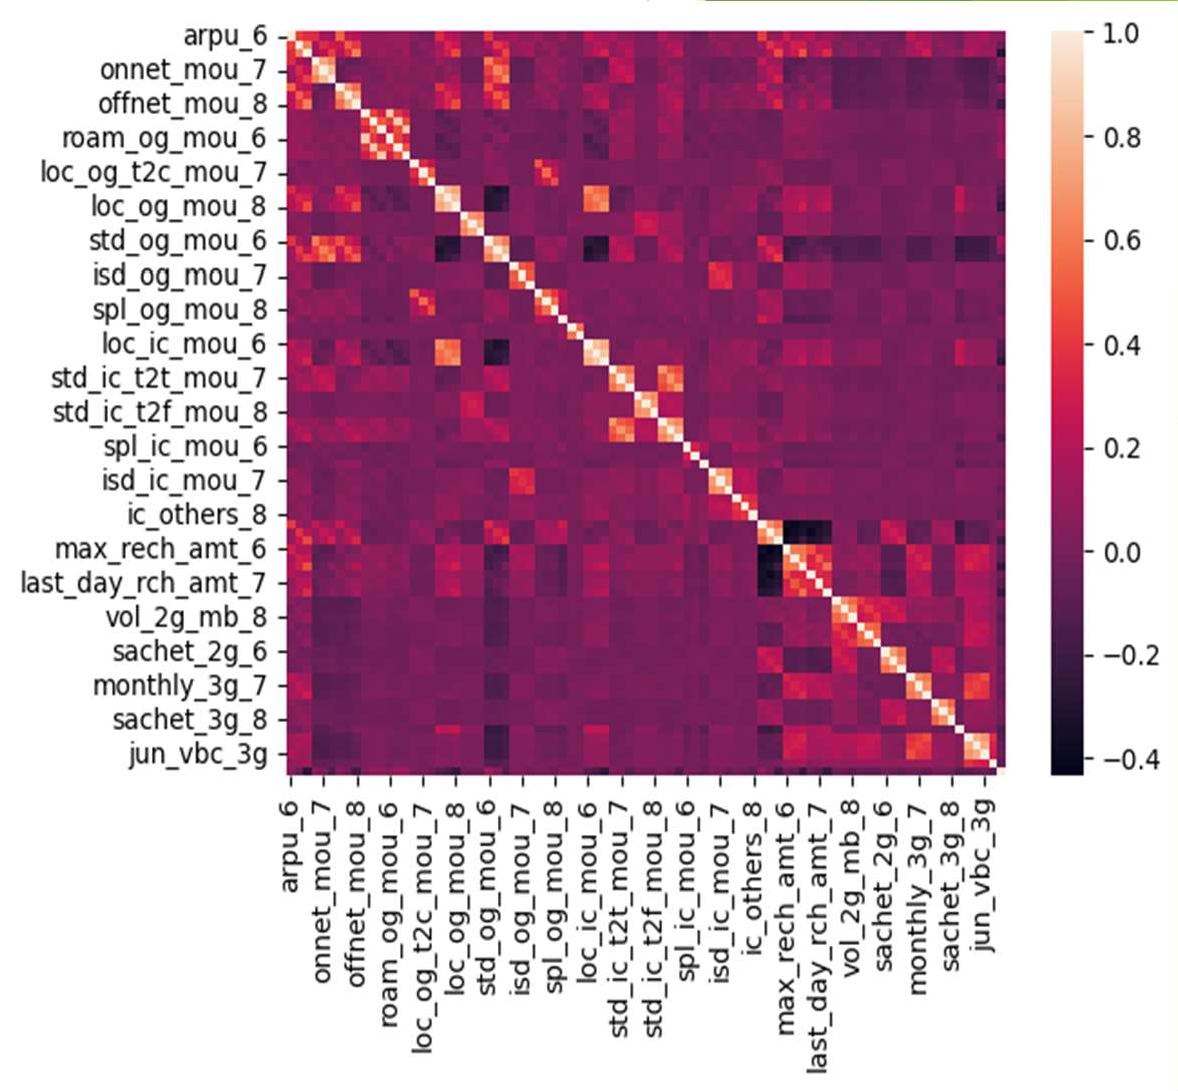 arpu_6
onnet_mou_7
offnet_mou_8
roam_og_mou_6
loc_og_t2c_mou_7
loc_og_mou_8
std_og_mou_6
isd_og_mou_7
spl_og_mou_8
loc_ic_mou_6
std_ic_t2t_mou_7
std_ic_t2f_mou_8
spl_ic_mou_6
isd_ic_mou_7
ic_others_8
max_rech_amt_6
last_day_rch_amt_7
vol_2g_mb_8
sachet_2g_6
monthly_3g_7
sachet_3g_8
jun_vbc_3g
1.0
0.8
0.6
0.4
0.2
0.0
−0.2
−0.4
arpu_6
onnet_mou_7
offnet_mou_8
roam_og_mou_6
loc_og_t2c_mou_7
loc_og_mou_8
std_og_mou_6
isd_og_mou_7
spl_og_mou_8
loc_ic_mou_6
std_ic_t2t_mou_7
std_ic_t2f_mou_8
spl_ic_mou_6
isd_ic_mou_7
ic_others_8
max_rech_amt_6
last_day_rch_amt_7
vol_2g_mb_8
sachet_2g_6
monthly_3g_7
sachet_3g_8
jun_vbc_3g